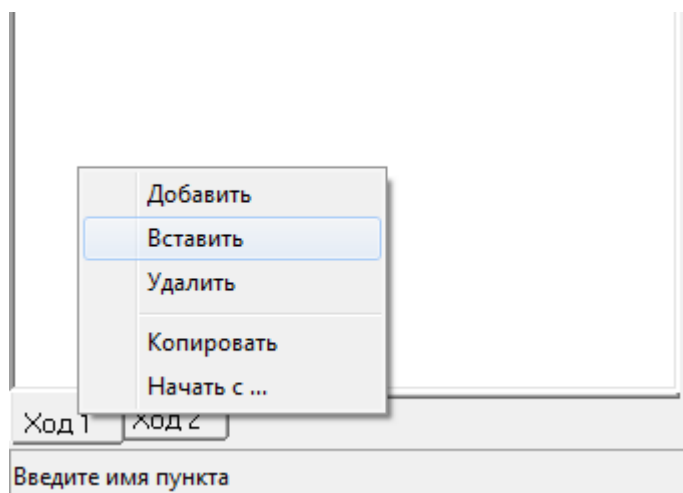 Добавить
Вставить
Удалить
Копировать
Начать с ...
Ход 1 Ход 2
Введите имя пункта